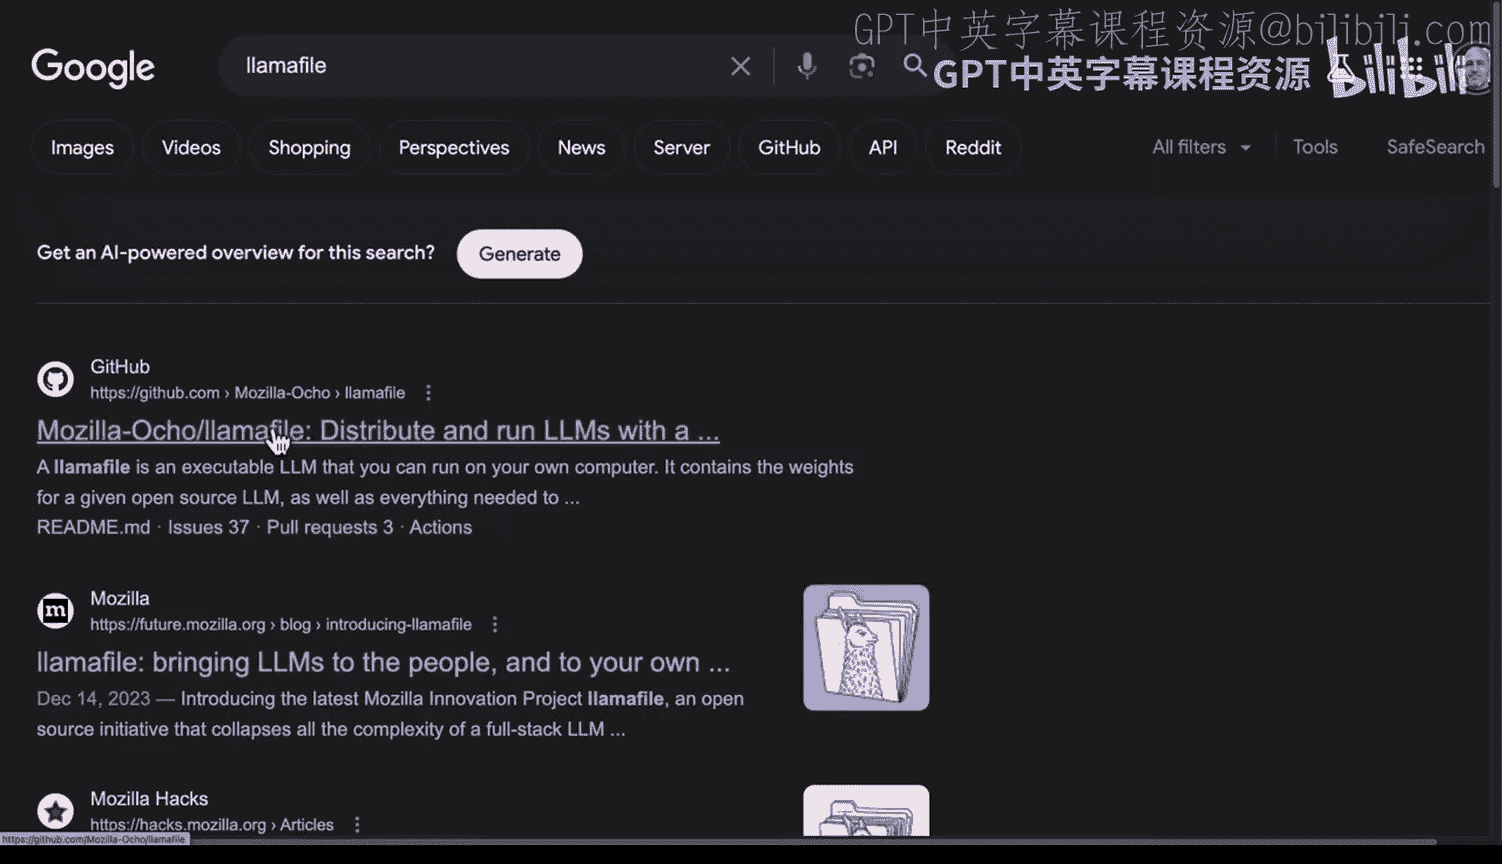 GPT中英字幕课程资源@bilibili.com
Google
llamafile
GPT中英字幕课程资源 bilibili
Images Videos Shopping Perspectives News Server GitHub API Reddit All filters Tools SafeSearch
Get an AI-powered overview for this search? Generate
GitHub
https://github.com › Mozilla-Ocho › llamafile
Mozilla-Ocho/llamafile: Distribute and run LLMs with a ...
A llamafile is an executable LLM that you can run on your own computer. It contains the weights
for a given open source LLM, as well as everything needed to ...
README.md · Issues 37 · Pull requests 3 · Actions
m
Mozilla
https://future.mozilla.org › blog › introducing-llamafile
llamafile: bringing LLMs to the people, and to your own ...
Dec 14, 2023 — Introducing the latest Mozilla Innovation Project llamafile, an open
source initiative that collapses all the complexity of a full-stack LLM ...
Mozilla Hacks
https://hacks.mozilla.org › Articles
https://github.com/Mozilla-Ocho/llamafile